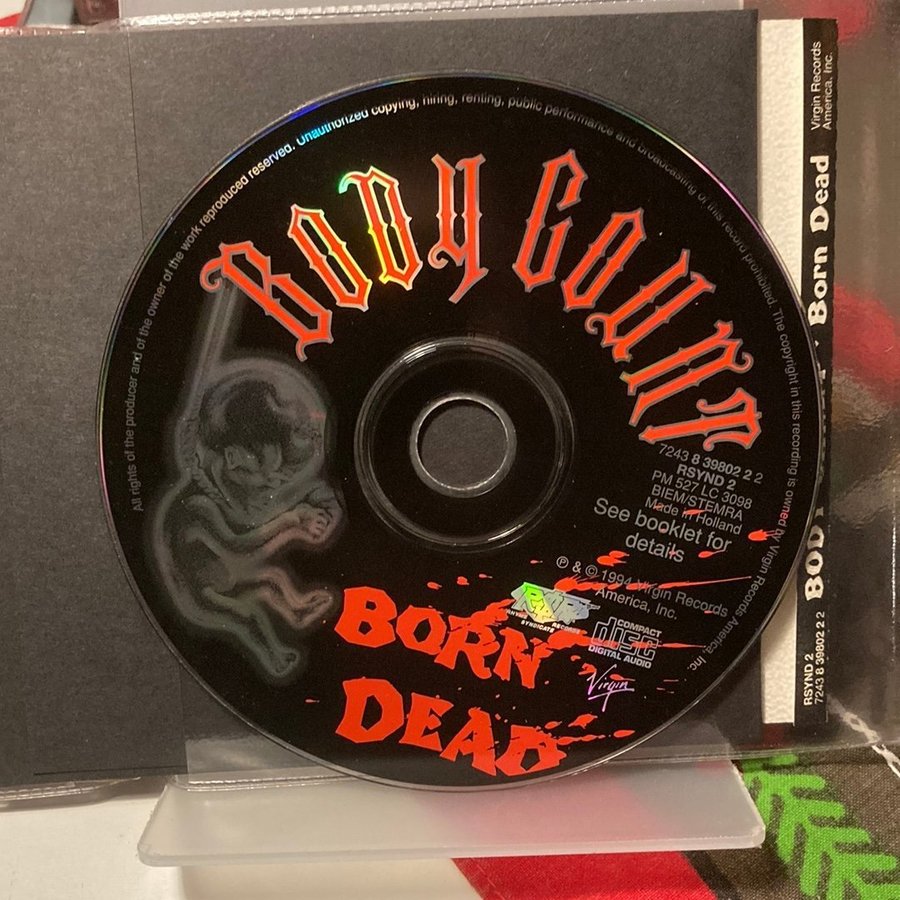 All rights of the producer and of the owner of the work reproduced reserved. Unauthorized copying, hiring, renting, public performance and broadcasting of this record prohibited. The copyright in this recording is owned by Virgin Records America, Inc.
BODY COUNT
7243 8 39802 2 2
RSYND 2
PM 527 LC 3098
BIEM/STEMRA
Made in Holland
See booklet for
details
℗ & © 1994 Virgin Records
America, Inc.
SYNDICATE RECORDS
COMPACT
disc
DIGITAL AUDIO
Virgin
BORN
DEAD
Virgin Records
America, Inc.
Born Dead
RSYND 2
7243 8 39802 2 2